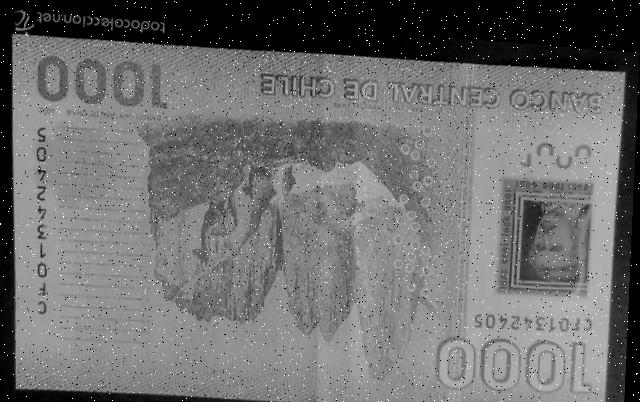 1000
CF01342405
CF01342405
BANCO CENTRAL DE CHILE
1000
todocoleccion.net